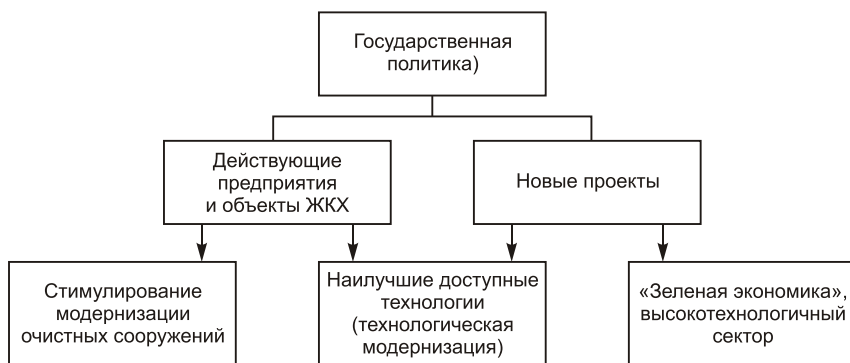 Государственная
политика)
Действующие
предприятия
и объекты ЖКХ
Новые проекты
Стимулирование
модернизации
очистных сооружений
Наилучшие доступные
технологии
(технологическая
модернизация)
«Зеленая экономика»,
высокотехнологичный
сектор